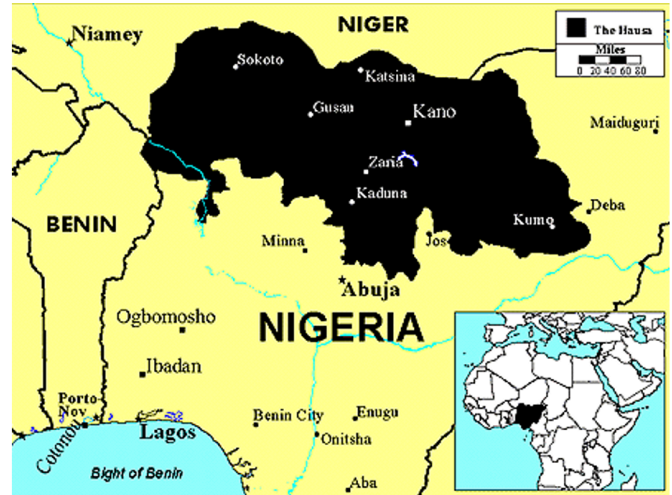 NIGER
The Hausa
Miles
0 20 40 60 80
Niamey
Sokoto
Katsina
Gusau
Kano
Maiduguri
Zaria
Kaduna
BENIN
Kumo
Deba
Minna
Jos
Abuja
Ogbomosho
NIGERIA
Ibadan
Porto-
Nov
Cotonou
Lagos
Benin City
Enugu
Onitsha
Bight of Benin
Aba